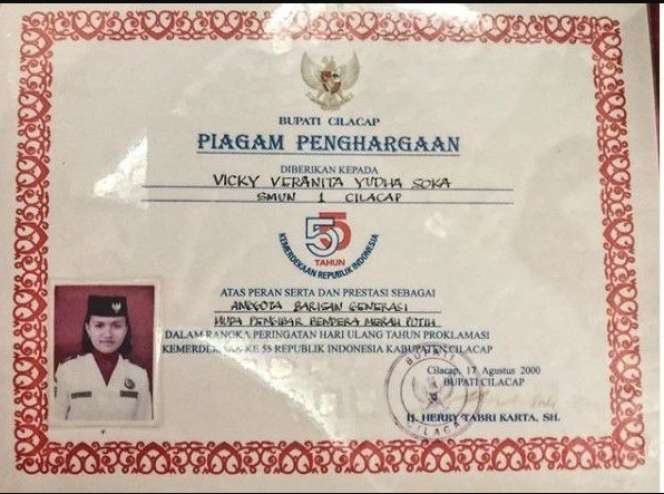 BUPATI CILACAP
PIAGAM PENGHARGAAN
DIBERIKAN KEPADA
VICKY VERANITA YUDHA SOKA
SMUN 1 CILACAP
55
TAHUN
KEMERDEKAAN REPUBLIK INDONESIA
ATAS PERAN SERTA DAN PRESTASI SEBAGAI
ANGGOTA BARISAN GENERASI
MUDA PENGIBAR BENDERA MERAH PUTIH
DALAM RANGKA PERINGATAN HARI ULANG TAHUN PROKLAMASI
KEMERDEKAAN KE 55 REPUBLIK INDONESIA KABUPATEN CILACAP
Cilacap, 17 Agustus 2000
BUPATI CILACAP
BUPATI
CILACAP
H. HERRY TABRI KARTA, SH.